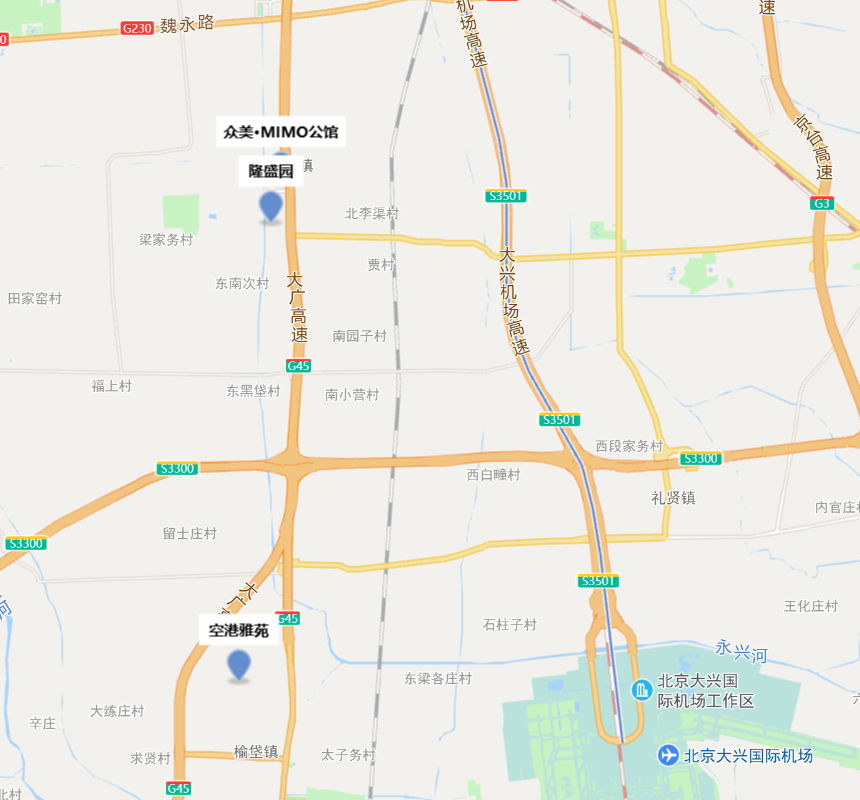 机场高速
速
G230
魏永路
0
众美·MIMO公馆
镇
隆盛园
京台高速
S3501
G3
北李渠村
梁家务村
贾村
东南次村
大兴机场高速
大广高速
田家窑村
南园子村
G45
福上村
东黑垡村
南小营村
S3501
西段家务村
S3300
S3300
西白疃村
礼贤镇
内官庄村
留士庄村
S3300
S3501
大广
河
王化庄村
G45
石柱子村
空港雅苑
永兴河
东梁各庄村
北京大兴国
际机场工作区
大练庄村
辛庄
求贤村
榆垡镇
太子务村
北京大兴国际机场
G45
北村